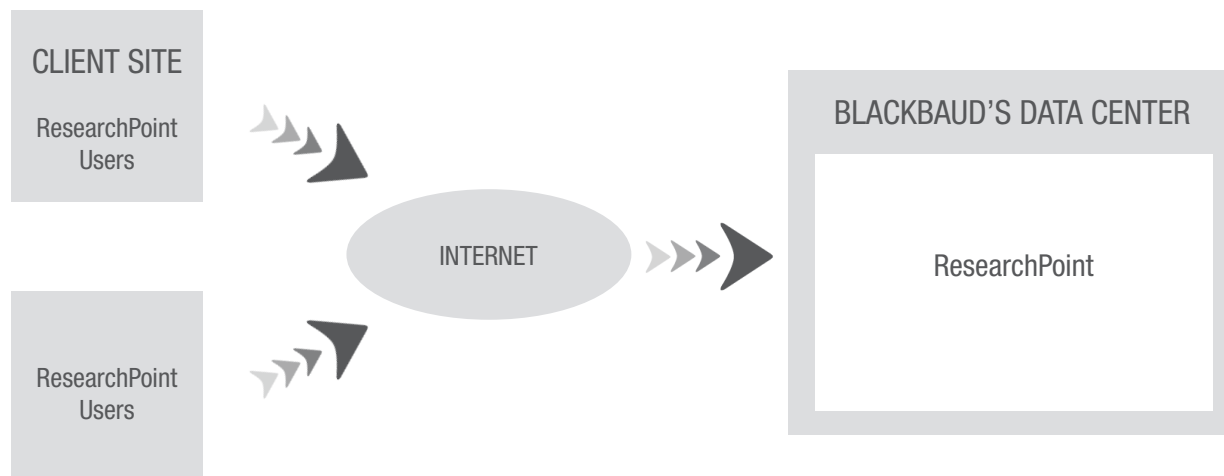 CLIENT SITE
ResearchPoint
Users
ResearchPoint
Users
INTERNET
BLACKBAUD'S DATA CENTER
ResearchPoint